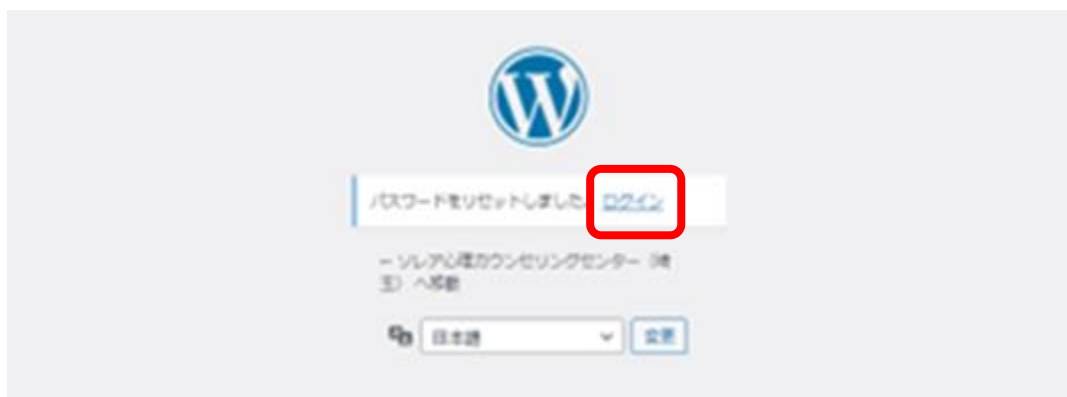 パスワードをリセットしました。 ログイン
← ソレア心理カウンセリングセンター（埼
玉） へ移動
日本語
変更